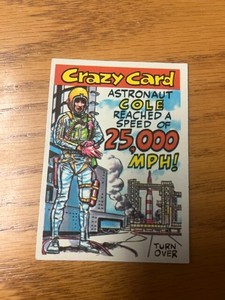 Crazy Card
ASTRONAUT
COLE
REACHED A
SPEED OF
25,000
MPH!
TURN
OVER